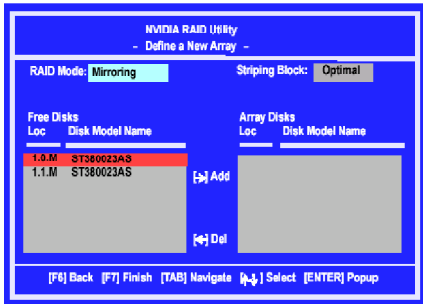 NVIDIA RAID Utility
- Define a New Array -
RAID Mode: Mirroring Striping Block: Optimal
Free Disks Array Disks
Loc Disk Model Name Loc Disk Model Name
1.0.M ST380023AS
1.1.M ST380023AS
[→] Add
[←] Del
[F6] Back [F7] Finish [TAB] Navigate [↑↓] Select [ENTER] Popup